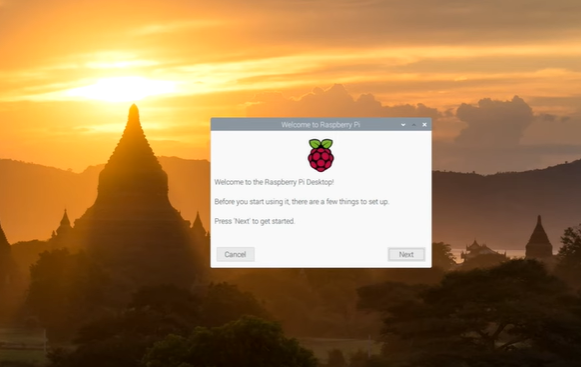 Welcome to Raspberry Pi
Welcome to the Raspberry Pi Desktop!
Before you start using it, there are a few things to set up.
Press 'Next' to get started.
Cancel
Next